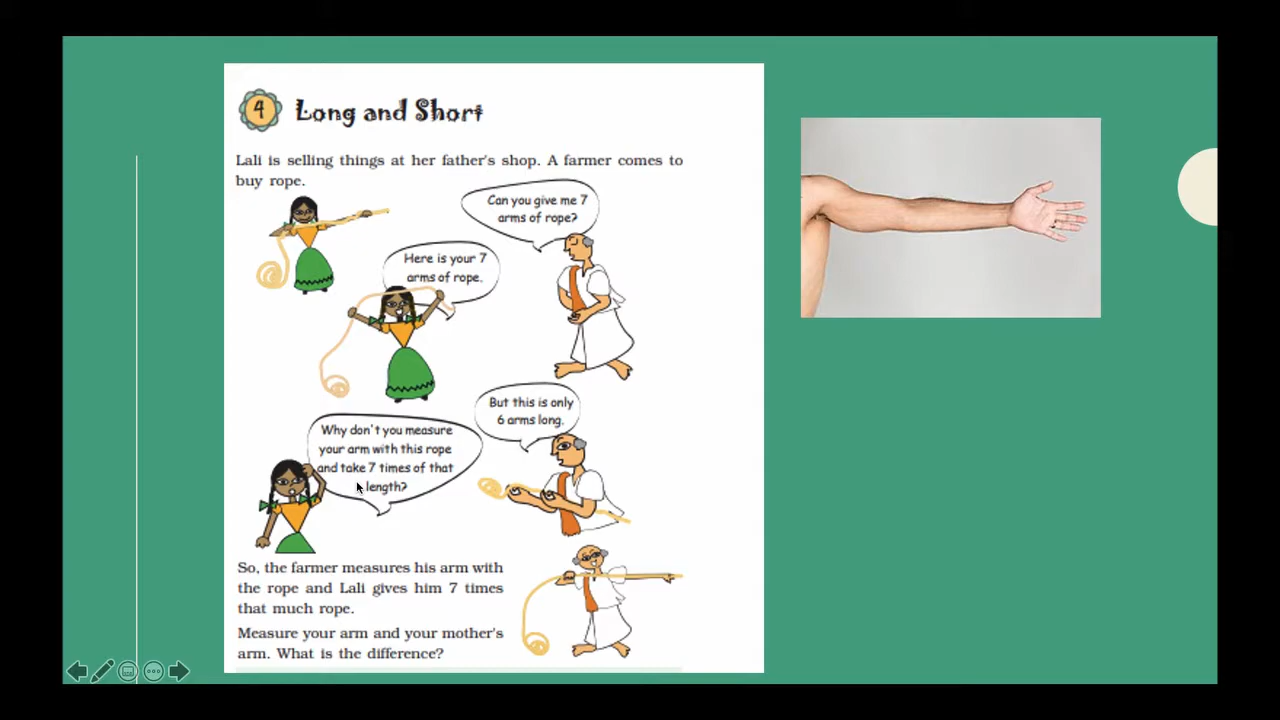 4 Long and Short
Lali is selling things at her father's shop. A farmer comes to
buy rope.
Can you give me 7
arms of rope?
Here is your 7
arms of rope.
But this is only
6 arms long.
Why don't you measure
your arm with this rope
and take 7 times of that
length?
So, the farmer measures his arm with
the rope and Lali gives him 7 times
that much rope.
Measure your arm and your mother's
arm. What is the difference?